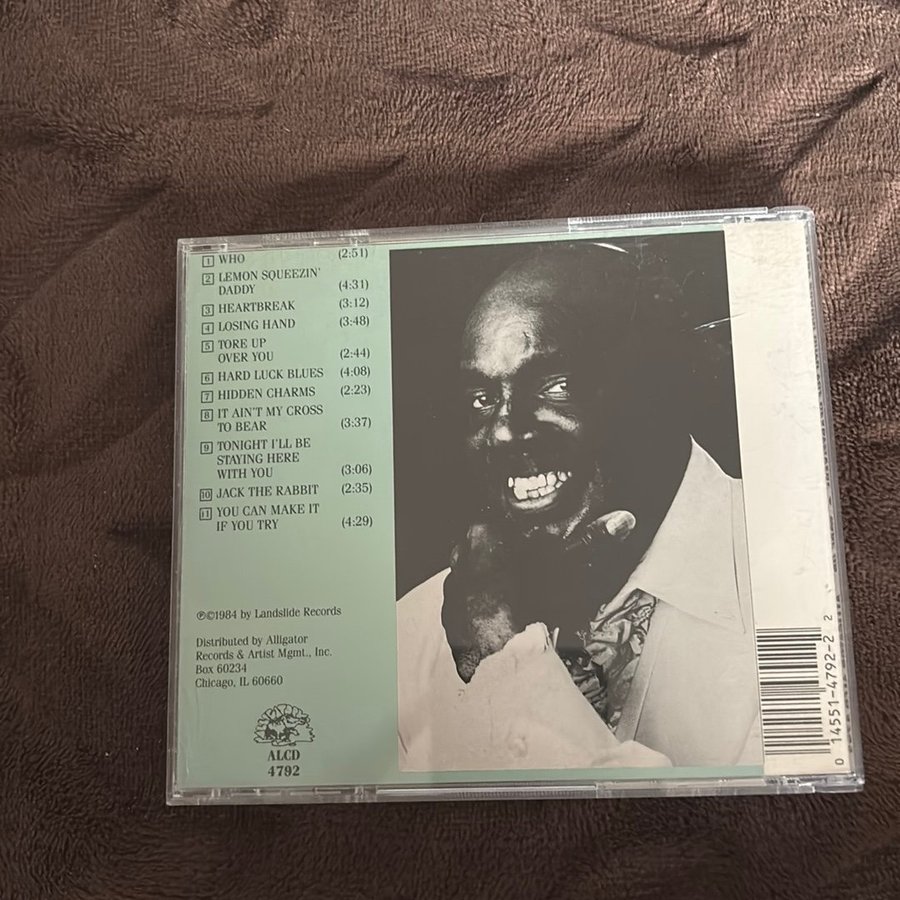 1 WHO (2:51)
2 LEMON SQUEEZIN'
DADDY (4:31)
3 HEARTBREAK (3:12)
4 LOSING HAND (3:48)
5 TORE UP
OVER YOU (2:44)
6 HARD LUCK BLUES (4:08)
7 HIDDEN CHARMS (2:23)
8 IT AIN'T MY CROSS
TO BEAR (3:37)
9 TONIGHT I'LL BE
STAYING HERE
WITH YOU (3:06)
10 JACK THE RABBIT (2:35)
11 YOU CAN MAKE IT
IF YOU TRY (4:29)
℗©1984 by Landslide Records
Distributed by Alligator
Records & Artist Mgmt., Inc.
Box 60234
Chicago, IL 60660
ALCD
4792
0 14551-4792-2 2